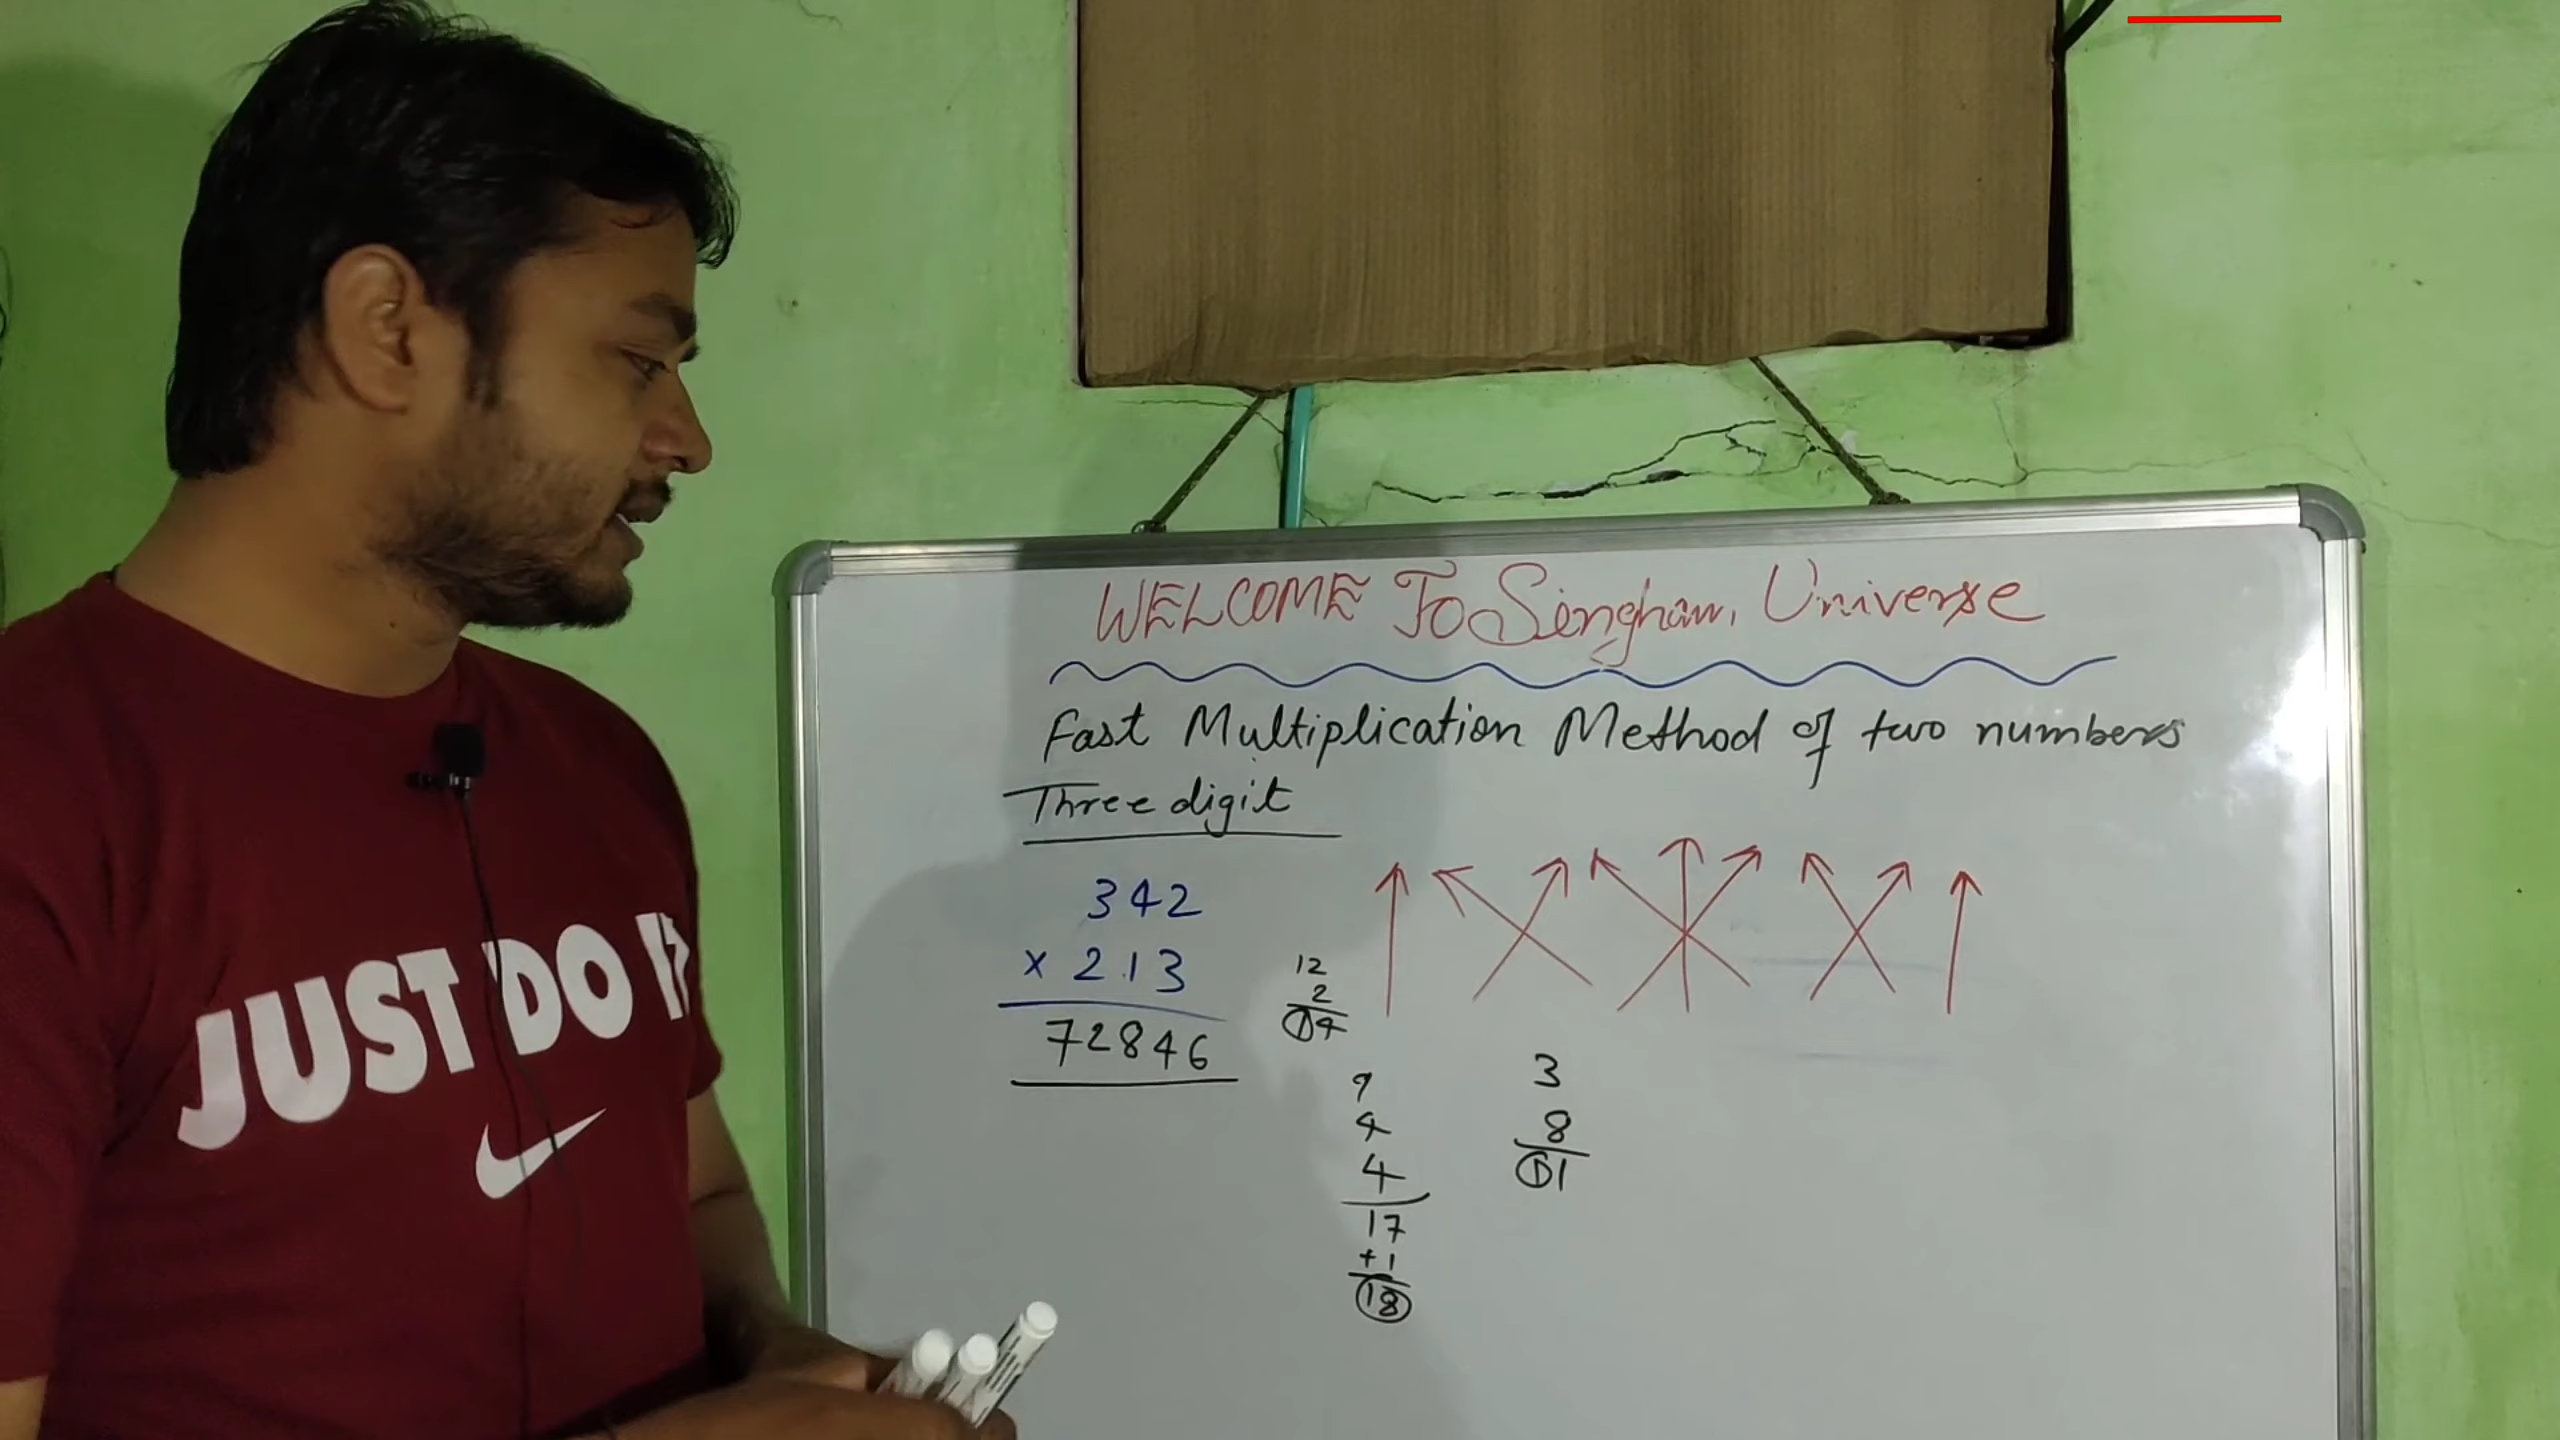 WELCOME To Singham Universe
Fast Multiplication Method of two numbers
Three digit
342
x 213
72846
12
2
14
9
4
4
17
+1
18
3
8
11
JUST DO IT